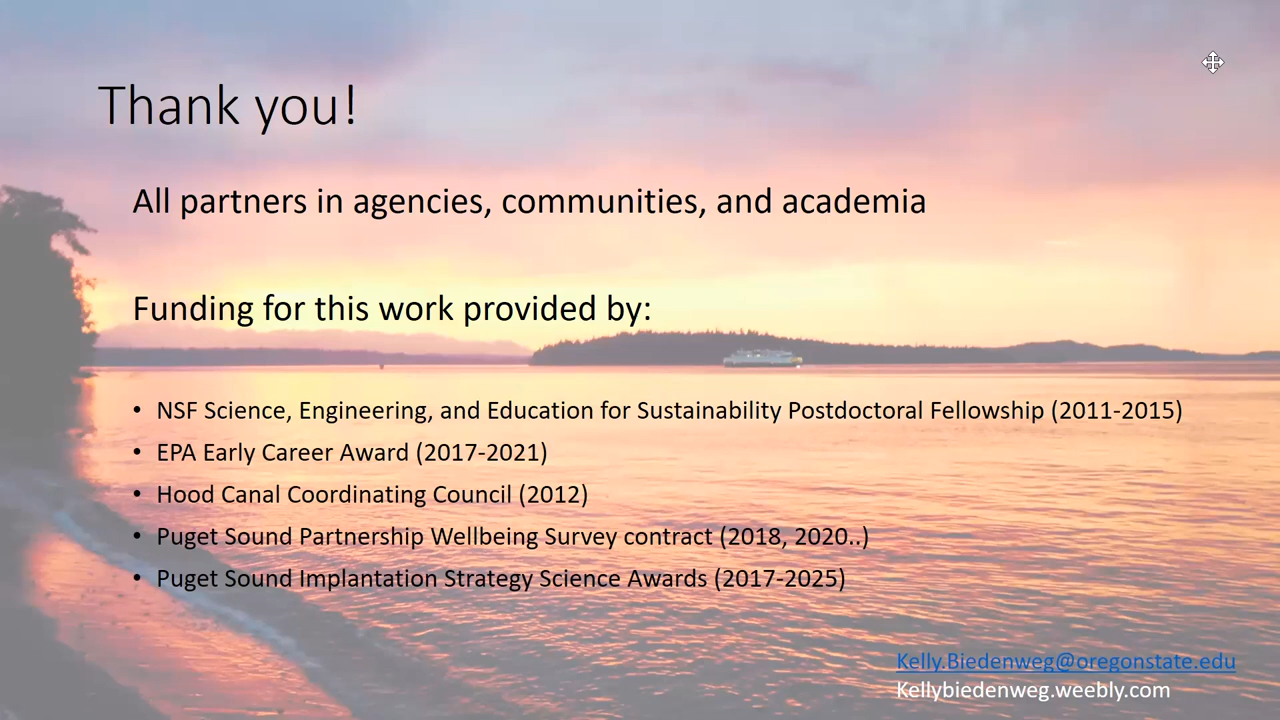 Thank you!
All partners in agencies, communities, and academia
Funding for this work provided by:
• NSF Science, Engineering, and Education for Sustainability Postdoctoral Fellowship (2011-2015)
• EPA Early Career Award (2017-2021)
• Hood Canal Coordinating Council (2012)
• Puget Sound Partnership Wellbeing Survey contract (2018, 2020..)
• Puget Sound Implantation Strategy Science Awards (2017-2025)
Kelly.Biedenweg@oregonstate.edu
Kellybiedenweg.weebly.com